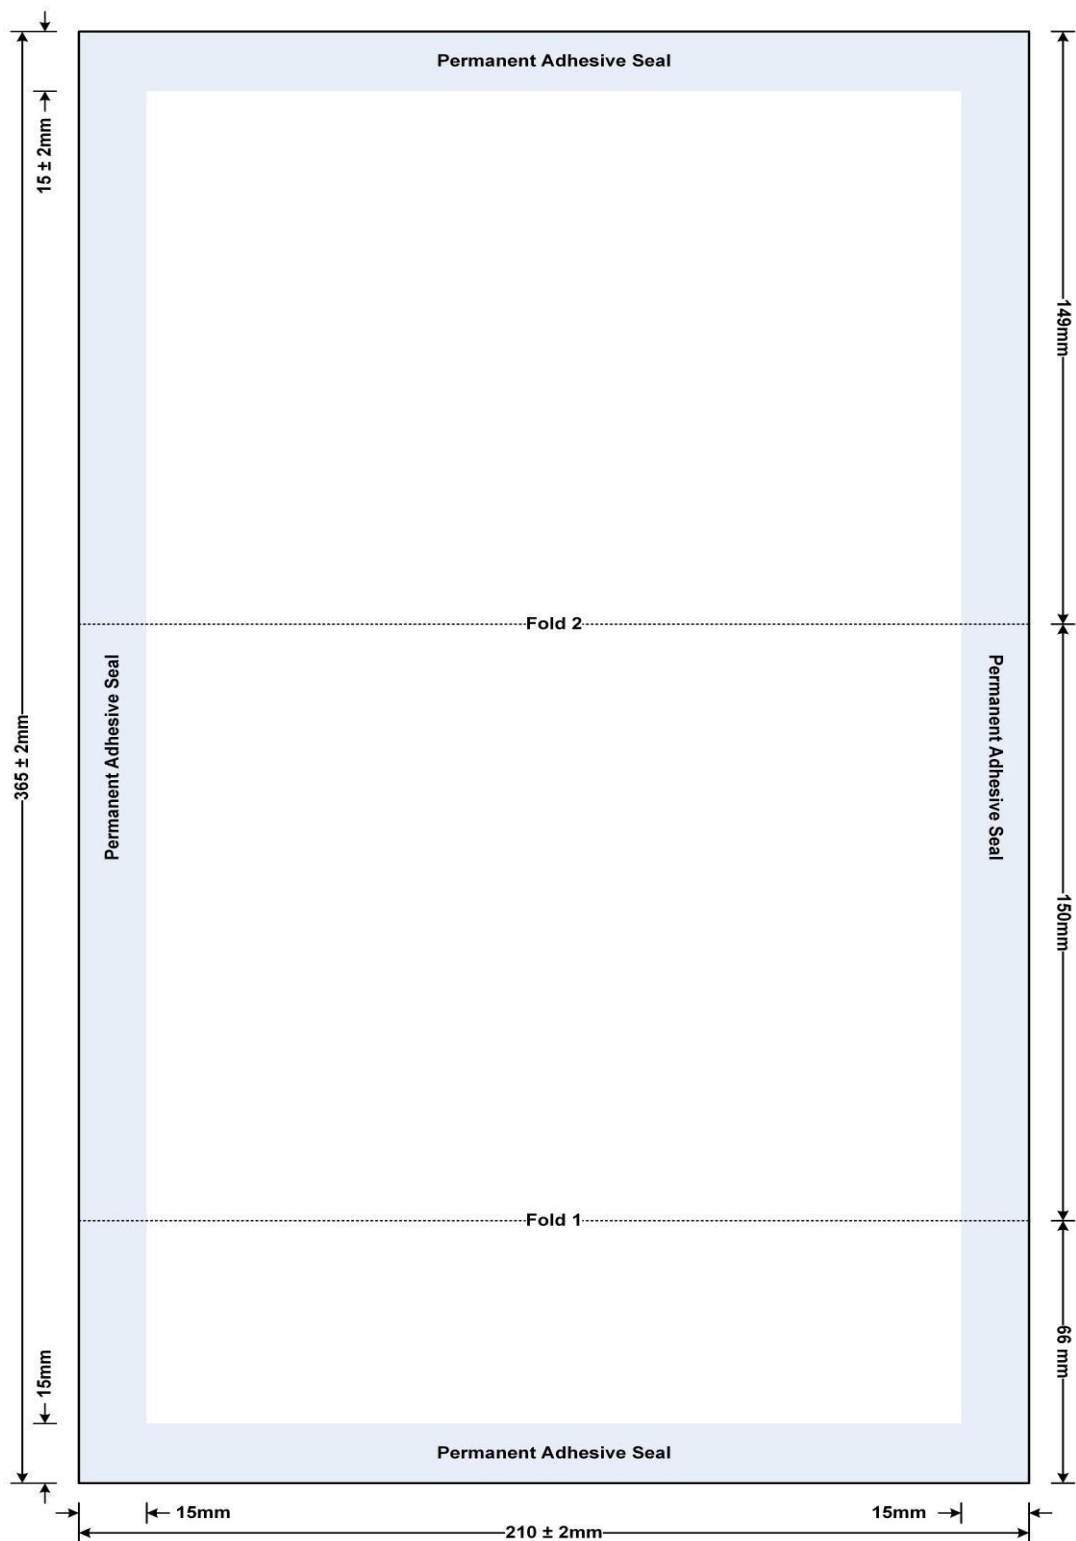 Permanent Adhesive Seal
15 ± 2mm
149mm
Fold 2
Permanent Adhesive Seal
Permanent Adhesive Seal
365 ± 2mm
150mm
Fold 1
66 mm
15mm
Permanent Adhesive Seal
15mm
15mm
210 ± 2mm